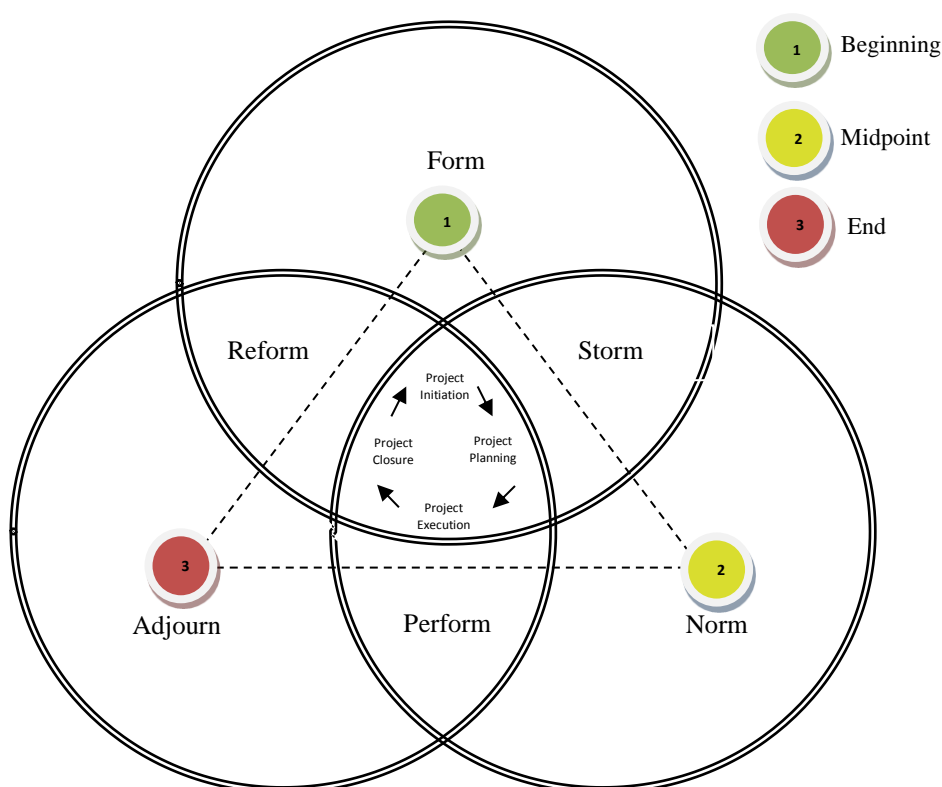 1
Beginning
2
Midpoint
3
End
Form
1
Reform
Storm
Project
Initiation
Project
Closure
Project
Planning
Project
Execution
3
Adjourn
Perform
2
Norm